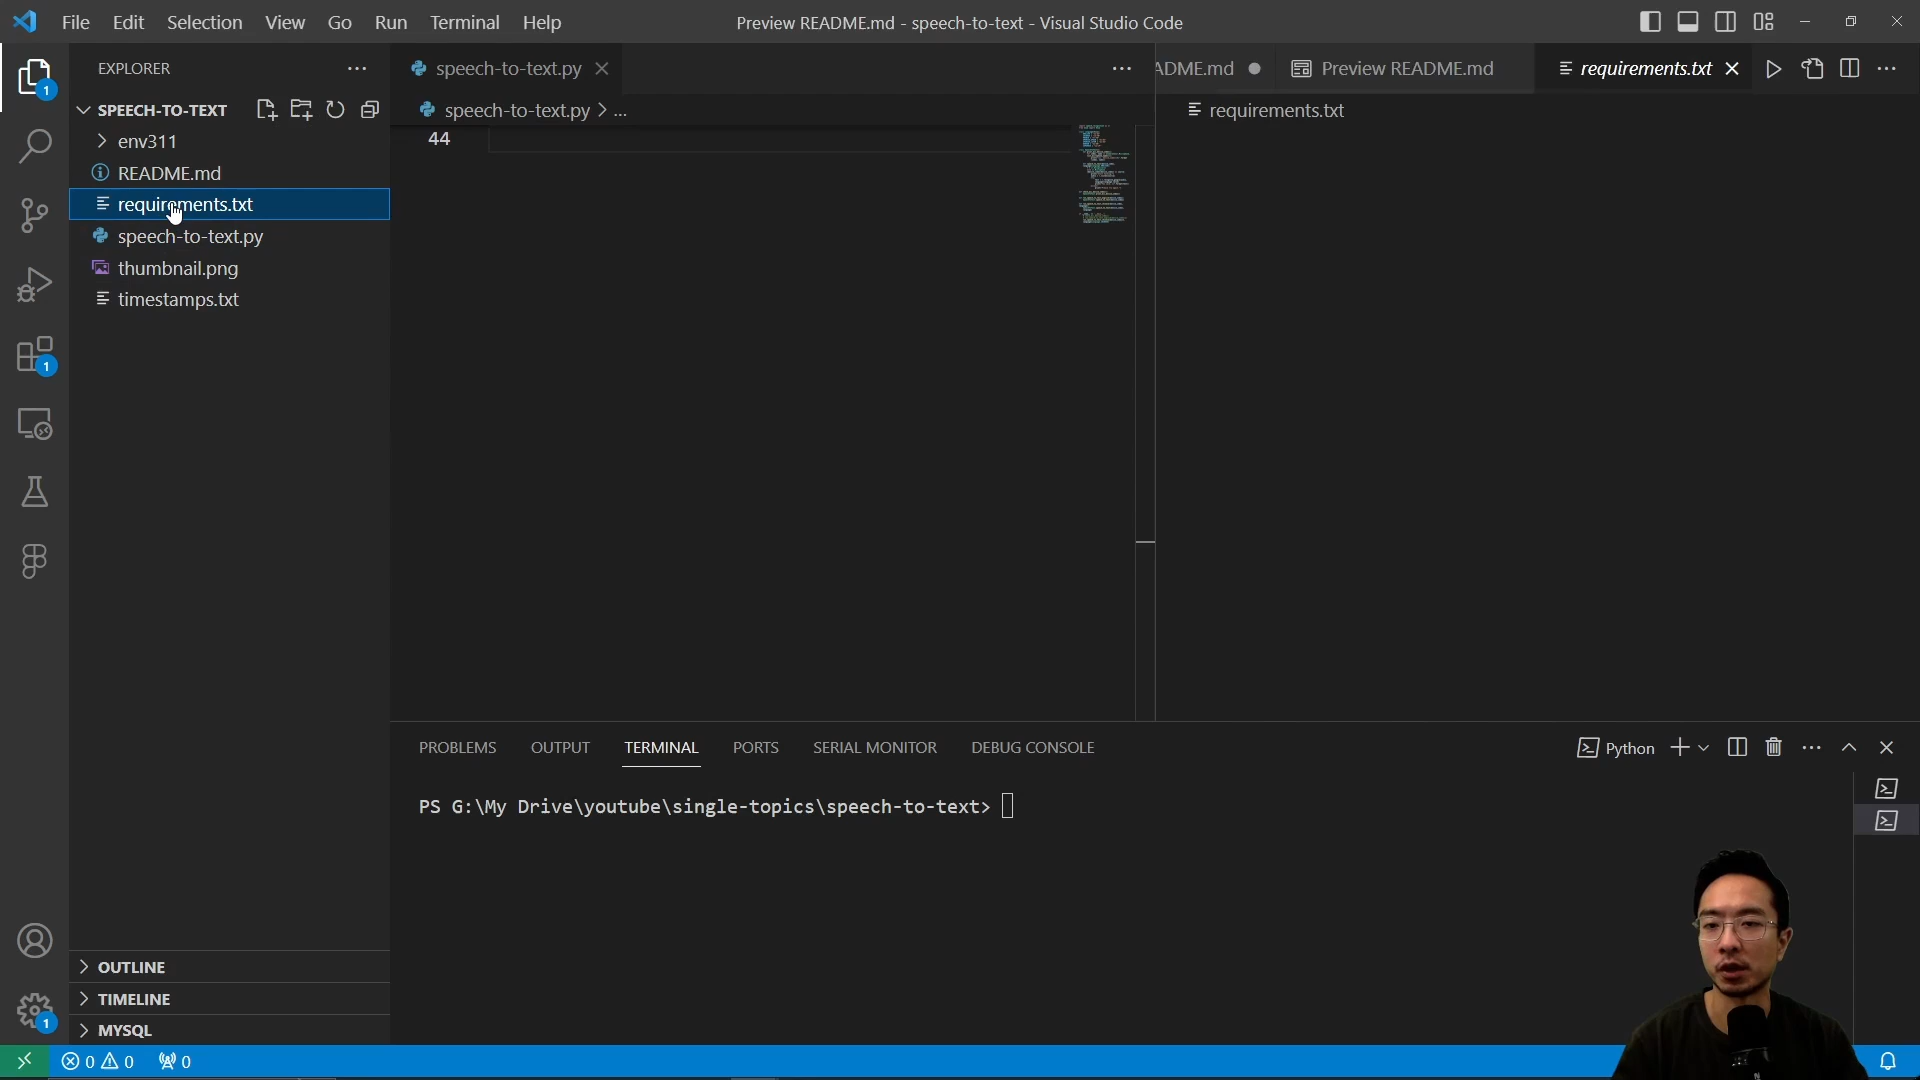 File Edit Selection View Go Run Terminal Help
Preview README.md - speech-to-text - Visual Studio Code
EXPLORER
SPEECH-TO-TEXT
env311
README.md
requirements.txt
speech-to-text.py
thumbnail.png
timestamps.txt
OUTLINE
TIMELINE
MYSQL
1
1
1
speech-to-text.py
speech-to-text.py > ...
44
ADME.md
Preview README.md
requirements.txt
requirements.txt
PROBLEMS OUTPUT TERMINAL PORTS SERIAL MONITOR DEBUG CONSOLE
Python
PS G:\My Drive\youtube\single-topics\speech-to-text>
0 0 0